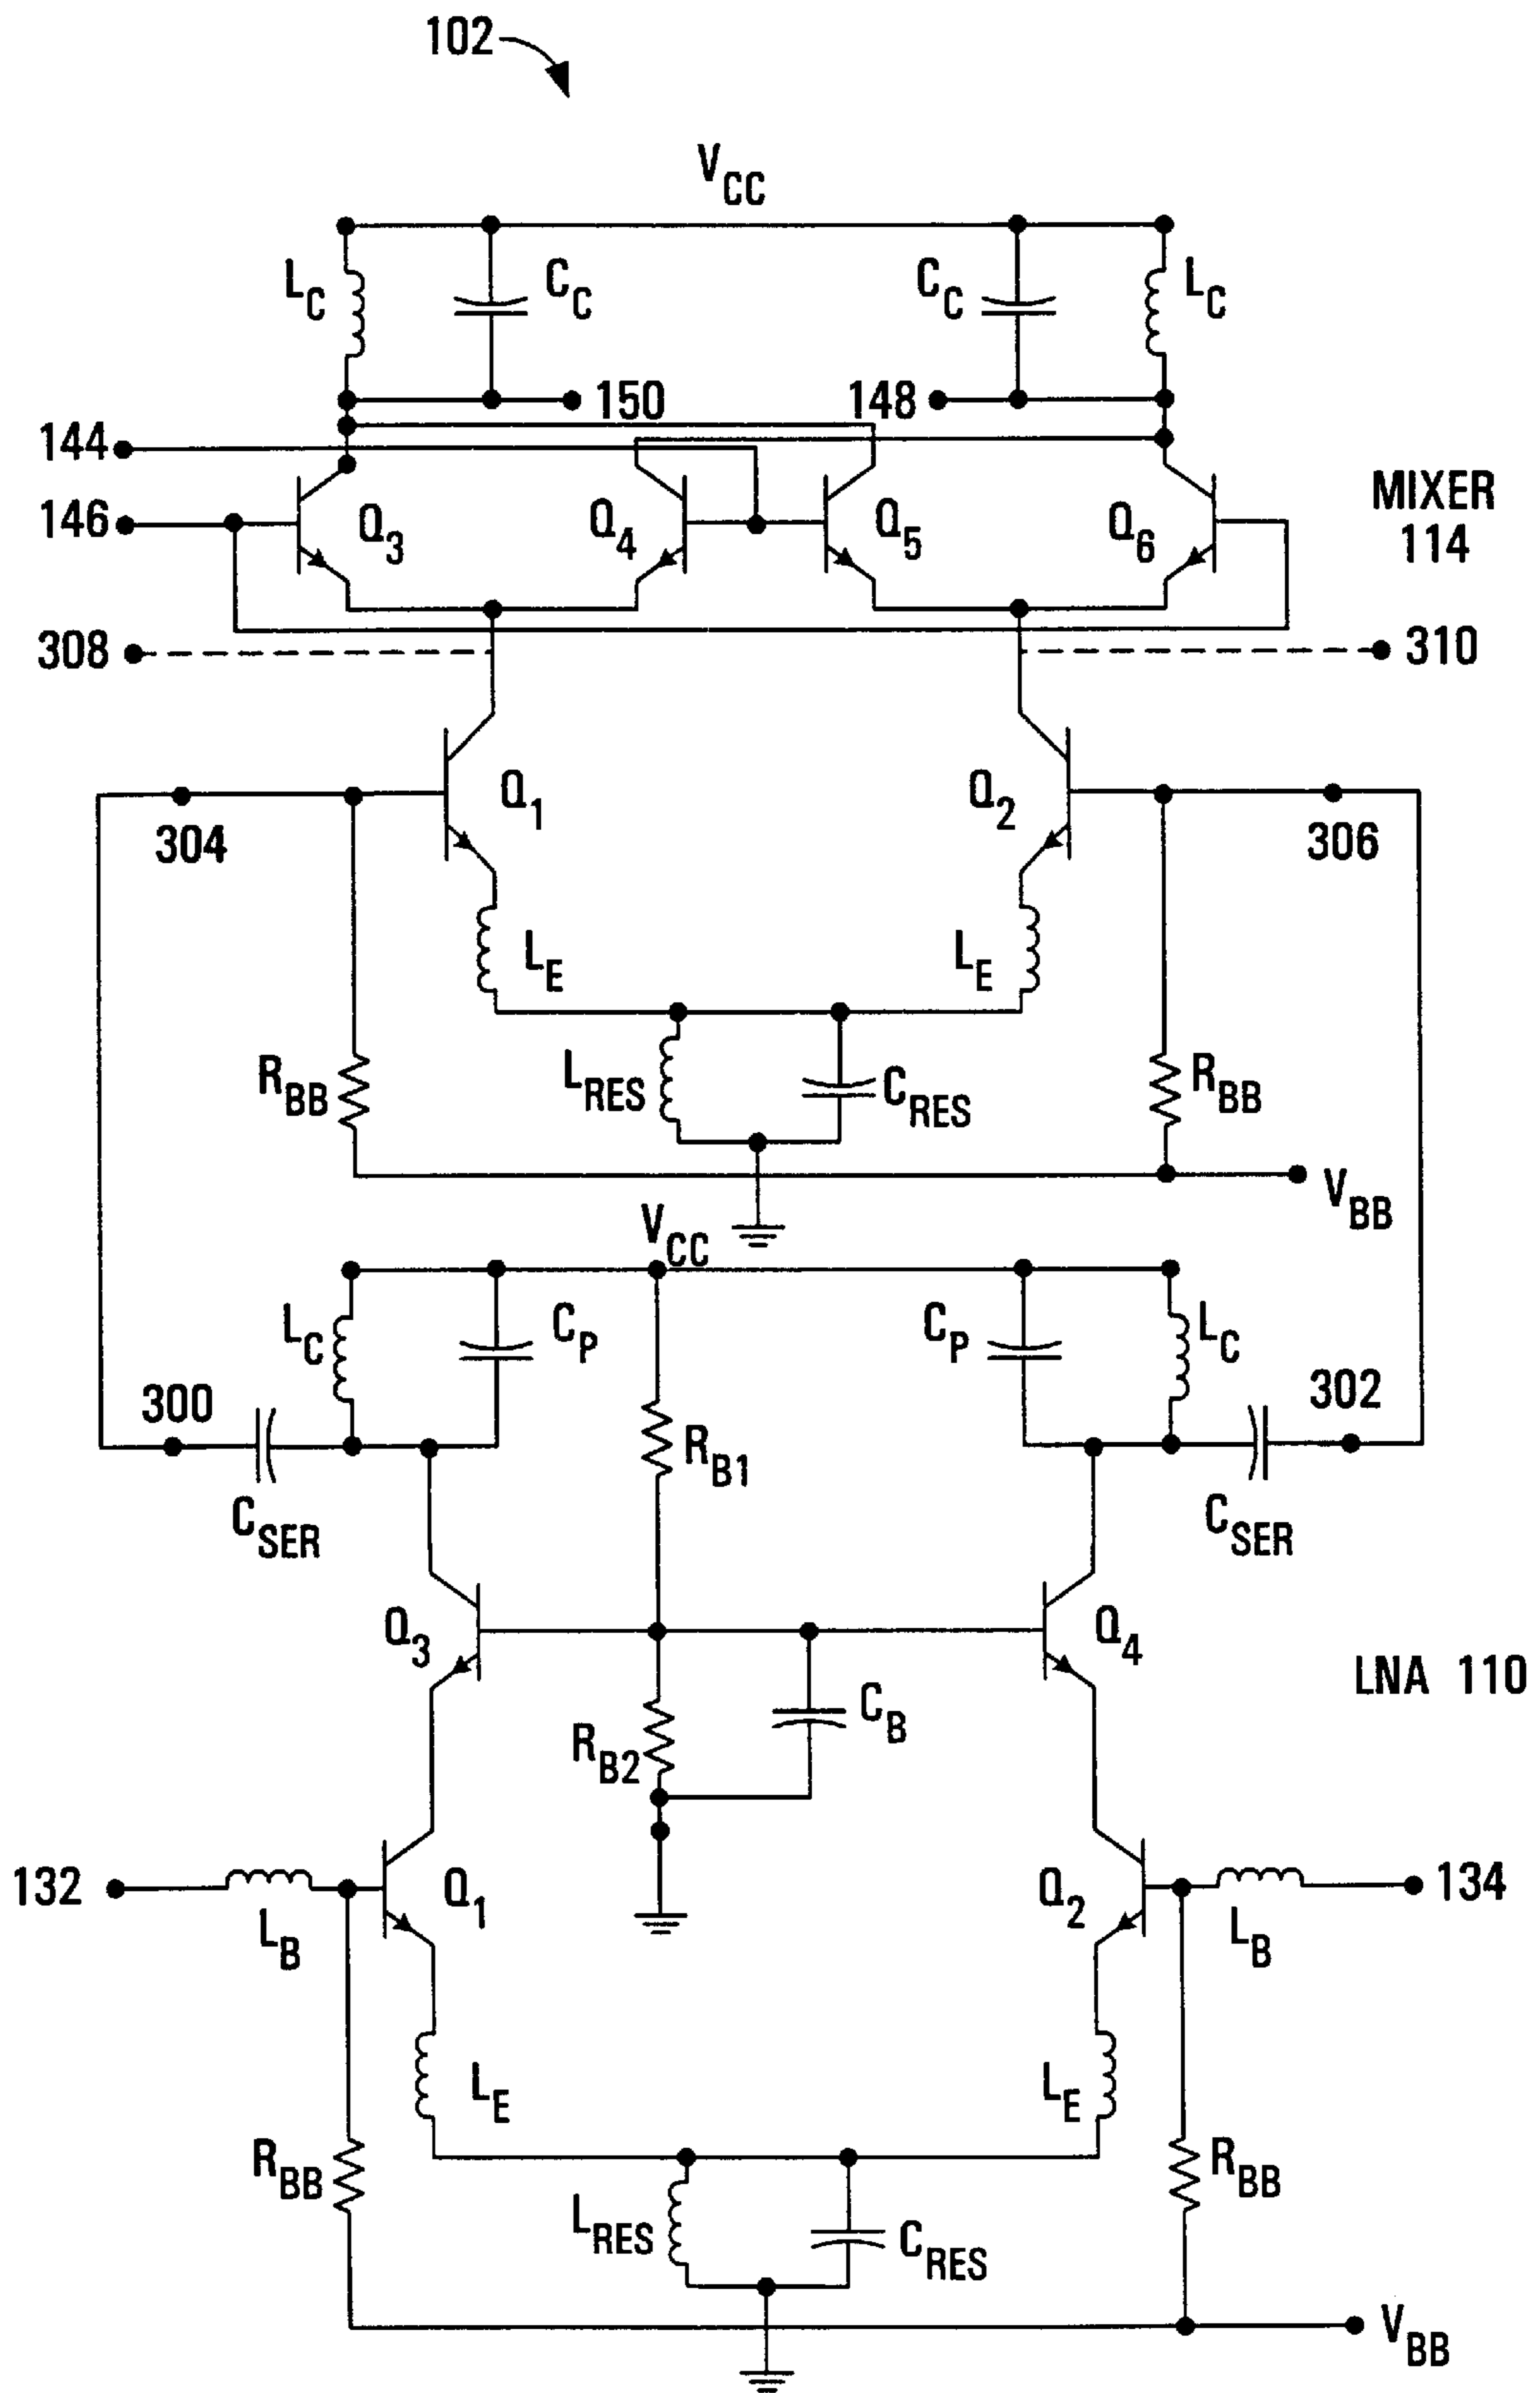 102
VCC
LC
CC
CC
LC
150
148
144
146
Q3
Q4
Q5
Q6
MIXER
114
308
310
Q1
Q2
304
306
LE
LE
RBB
LRES
CRES
RBB
VBB
VCC
LC
CP
CP
LC
300
302
RB1
CSER
CSER
Q3
Q4
LNA 110
CB
RB2
132
Q1
Q2
134
LB
LB
LE
LE
RBB
RBB
LRES
CRES
VBB